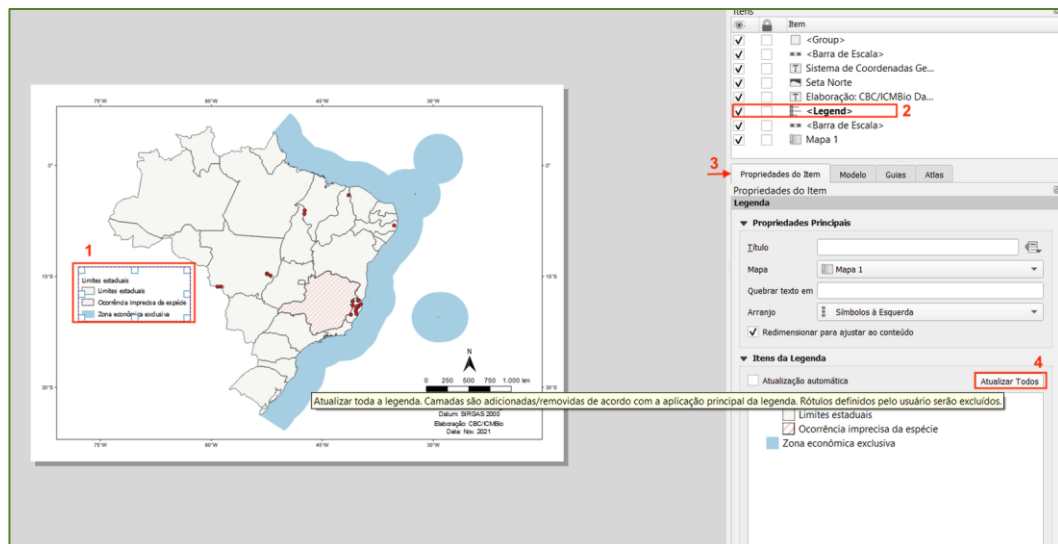 Itens
Item
<Group>
<Barra de Escala>
Sistema de Coordenadas Ge...
Seta Norte
Elaboração: CBC/ICMBio Da...
<Legend>
2
<Barra de Escala>
Mapa 1
3
Propriedades do Item
Modelo
Guias
Atlas
Propriedades do Item
Legenda
Propriedades Principais
Título
Mapa
Mapa 1
Quebrar texto em
Arranjo
Símbolos à Esquerda
Redimensionar para ajustar ao conteúdo
Itens da Legenda
4
Atualização automática
Atualizar Todos
Atualizar toda a legenda. Camadas são adicionadas/removidas de acordo com a aplicação principal da legenda. Rótulos definidos pelo usuário serão excluídos.
Limites estaduais
Ocorrência imprecisa da espécie
Zona econômica exclusiva
75°W
60°W
45°W
0°
0°
15°S
15°S
30°S
30°S
75°W
60°W
45°W
1
Limites estaduais
Limites estaduais
Ocorrência imprecisa da espécie
Zona econômica exclusiva
N
0 250 500 750 1.000 km
Datum: SIRGAS 2000
Elaboração: CBC/ICMBio
Data: Nov. 2021